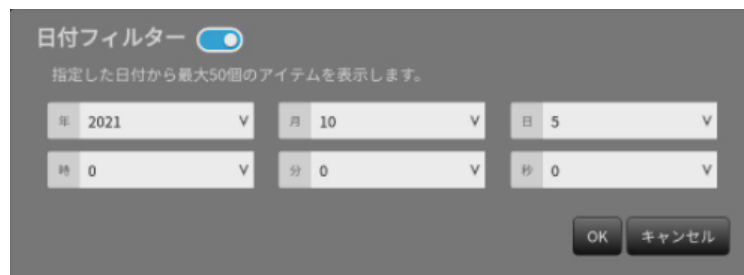 日付フィルター
指定した日付から最大50個のアイテムを表示します。
年 2021 月 10 日 5
時 0 分 0 秒 0
OK キャンセル